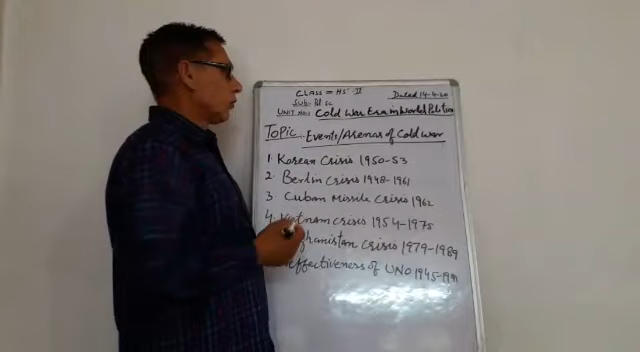 CLASS = HS-II
Dated 14-4-20
Sub: Pol Sc
UNIT No:1 Cold War Era in World Politics
Topic:- Events/Arenas of Cold war
1. Korean Crisis 1950-53
2. Berlin Crisis 1948-1961
3. Cuban Missile Crisis 1962
4. Vietnam crisis 1954-1975
ghanistan Crisis 1979-1989
effectiveness of UNO 1945-1991